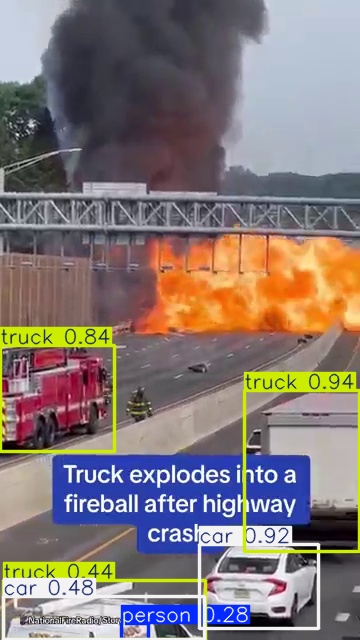 truck 0.84
truck 0.94
Truck explodes into a
fireball after highway
crash
car 0.92
truck 0.44
car 0.48
NationalFireRadio/
person 0.28